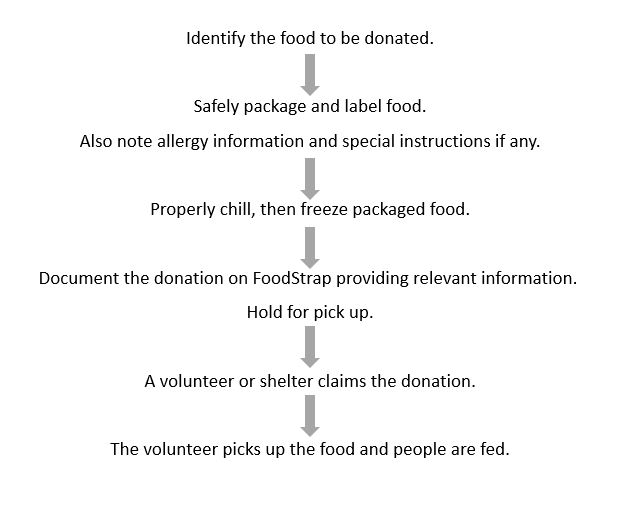 Identify the food to be donated.
Safely package and label food.
Also note allergy information and special instructions if any.
Properly chill, then freeze packaged food.
Document the donation on FoodStrap providing relevant information.
Hold for pick up.
A volunteer or shelter claims the donation.
The volunteer picks up the food and people are fed.